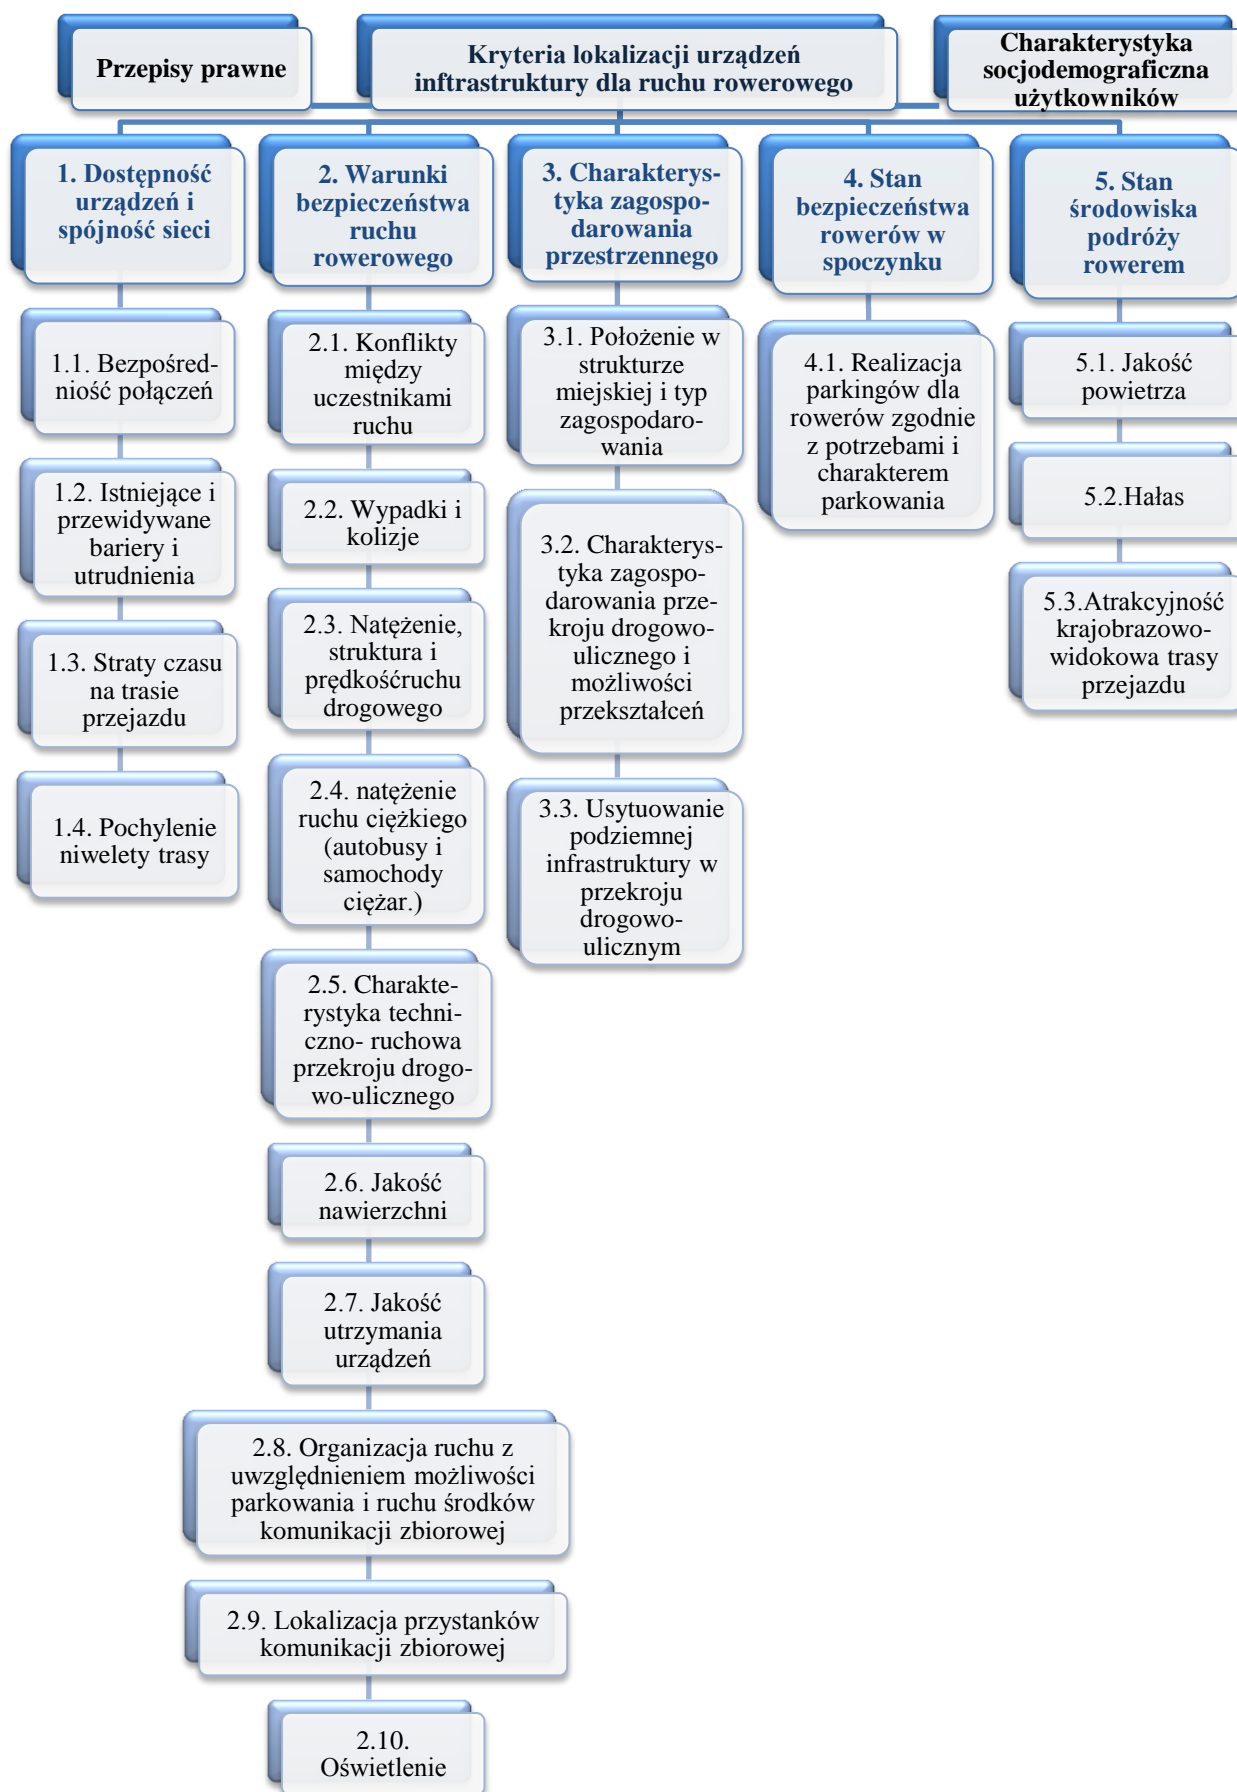 Przepisy prawne
Kryteria lokalizacji urządzeń
inftrastruktury dla ruchu rowerowego
Charakterystyka
socjodemograficzna
użytkowników
1. Dostępność
urządzeń i
spójność sieci
1.1. Bezpośred-
niość połączeń
1.2. Istniejące i
przewidywane
bariery i
utrudnienia
1.3. Straty czasu
na trasie
przejazdu
1.4. Pochylenie
niwelety trasy
2. Warunki
bezpieczeństwa
ruchu
rowerowego
2.1. Konflikty
między
uczestnikami
ruchu
2.2. Wypadki i
kolizje
2.3. Natężenie,
struktura i
prędkośćruchu
drogowego
2.4. natężenie
ruchu ciężkiego
(autobusy i
samochody
ciężar.)
2.5. Charakte-
rystyka techni-
czno- ruchowa
przekroju drogo-
wo-ulicznego
2.6. Jakość
nawierzchni
2.7. Jakość
utrzymania
urządzeń
2.8. Organizacja ruchu z
uwzględnieniem możliwości
parkowania i ruchu środków
komunikacji zbiorowej
2.9. Lokalizacja przystanków
komunikacji zbiorowej
2.10.
Oświetlenie
3. Charakterys-
tyka zagospo-
darowania
przestrzennego
3.1. Położenie w
strukturze
miejskiej i typ
zagospodaro-
wania
3.2. Charakterys-
tyka zagospo-
darowania prze-
kroju drogowo-
ulicznego i
możliwości
przekształceń
3.3. Usytuowanie
podziemnej
infrastruktury w
przekroju
drogowo-
ulicznym
4. Stan
bezpieczeństwa
rowerów w
spoczynku
4.1. Realizacja
parkingów dla
rowerów zgodnie
z potrzebami i
charakterem
parkowania
5. Stan
środowiska
podróży
rowerem
5.1. Jakość
powietrza
5.2.Hałas
5.3.Atrakcyjność
krajobrazowo-
widokowa trasy
przejazdu